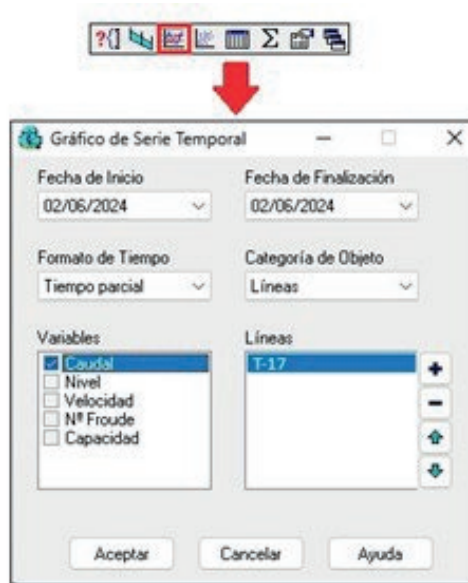 ?{]
Σ
Gráfico de Serie Temporal
Fecha de Inicio
Fecha de Finalización
02/06/2024
02/06/2024
Formato de Tiempo
Categoría de Objeto
Tiempo parcial
Líneas
Variables
Líneas
Caudal
T-17
Nivel
Velocidad
Nº Froude
Capacidad
Aceptar
Cancelar
Ayuda